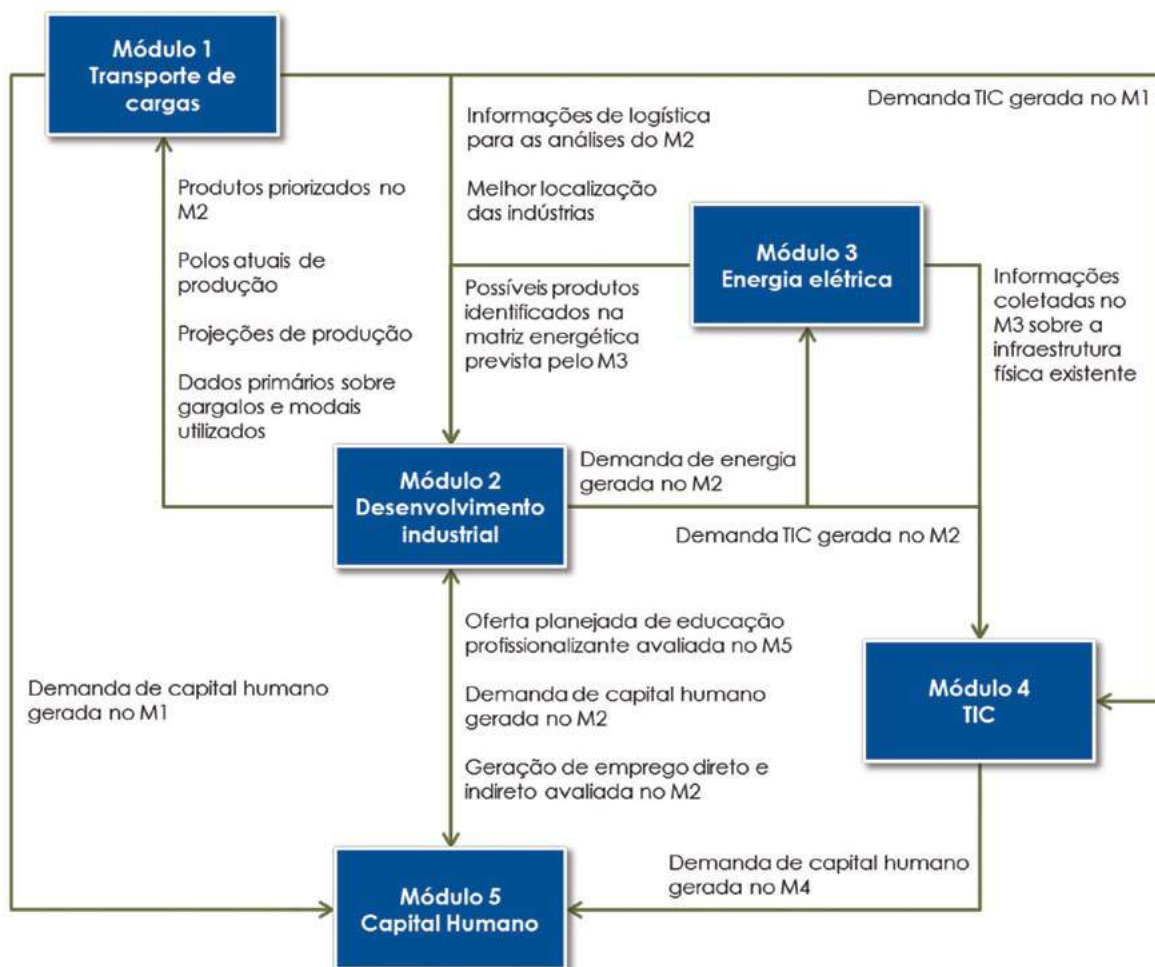 Módulo 1
Transporte de
cargas
Demanda TIC gerada no M1
Informações de logística
para as análises do M2
Melhor localização
das indústrias
Produtos priorizados no
M2
Polos atuais de
produção
Projeções de produção
Dados primários sobre
gargalos e modais
utilizados
Módulo 3
Energia elétrica
Possíveis produtos
identificados na
matriz energética
prevista pelo M3
Informações
coletadas no
M3 sobre a
infraestrutura
física existente
Módulo 2
Desenvolvimento
industrial
Demanda de energia
gerada no M2
Demanda TIC gerada no M2
Oferta planejada de educação
profissionalizante avaliada no M5
Demanda de capital humano
gerada no M2
Geração de emprego direto e
indireto avaliada no M2
Demanda de capital humano
gerada no M1
Módulo 4
TIC
Demanda de capital humano
gerada no M4
Módulo 5
Capital Humano